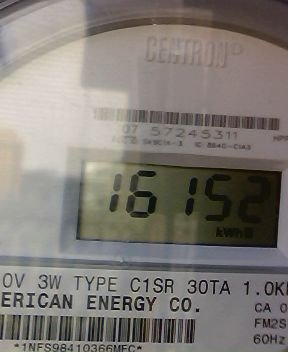 CENTRON®
07 57245311
16152
kWh
0V 3W TYPE C1SR 30TA 1.0K
ERICAN ENERGY CO. CA 0
FM2S
60Hz
*1NFS98410366MFC*